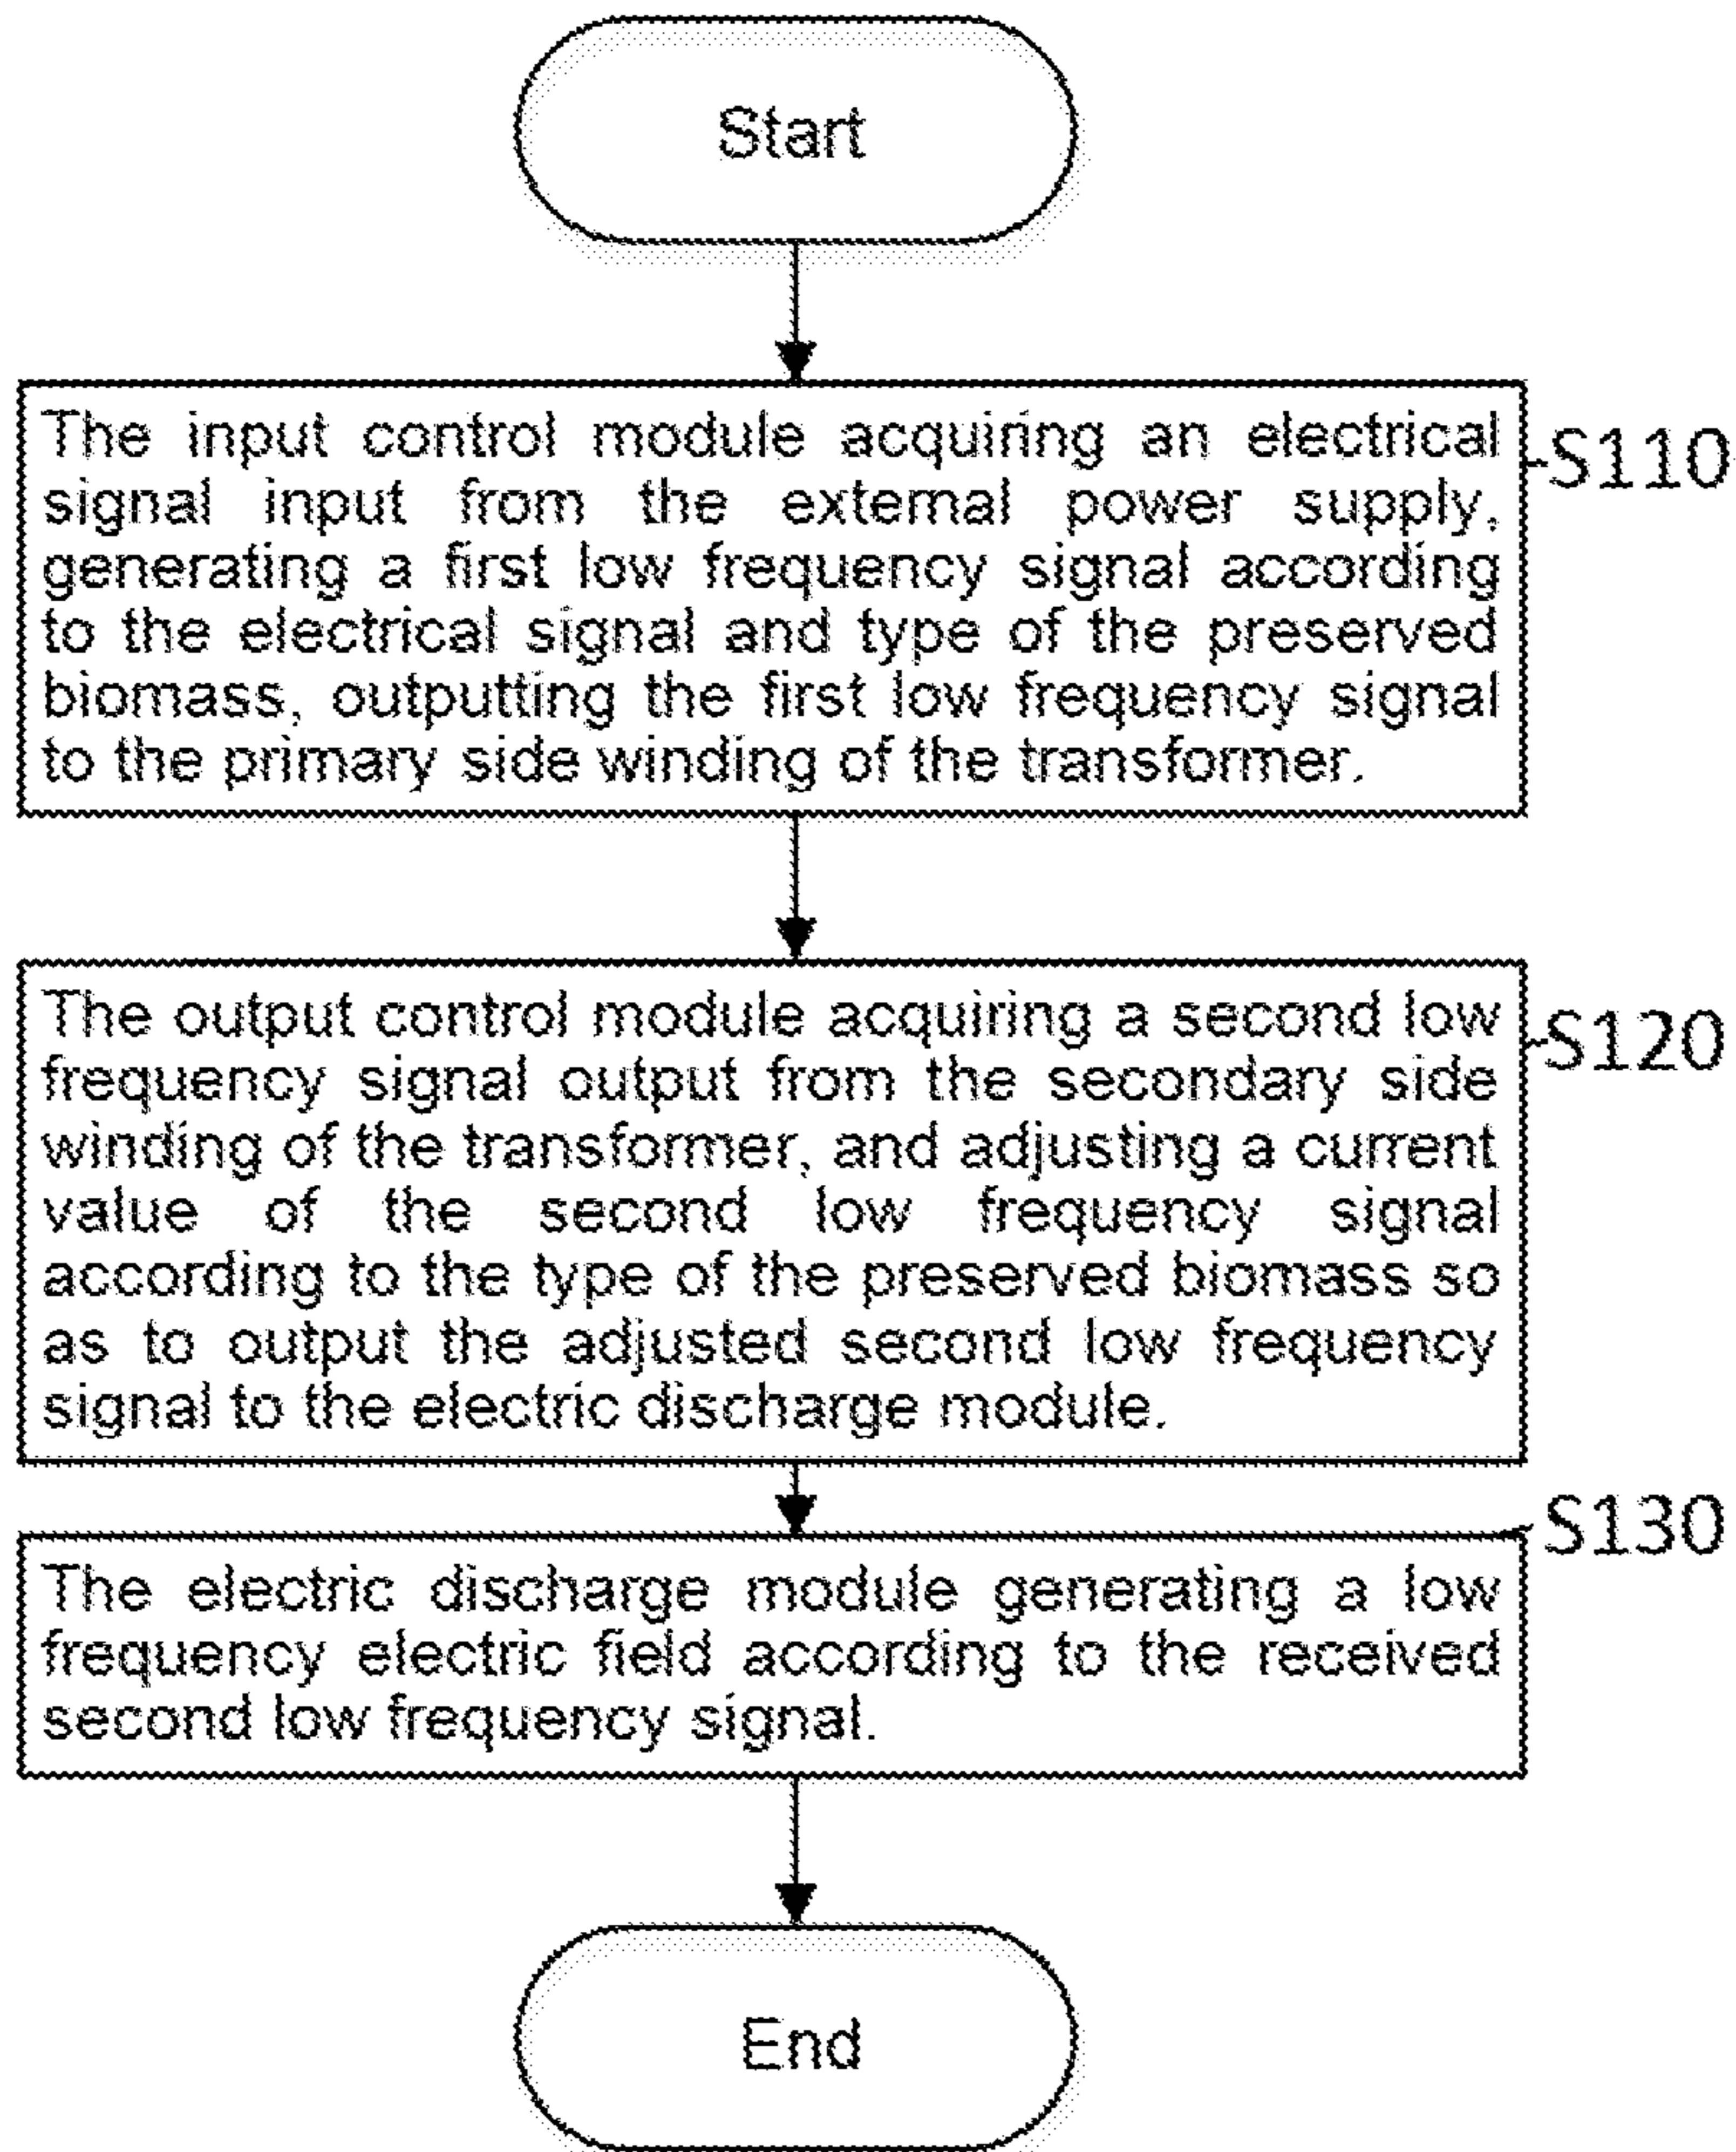 Start
The input control module acquiring an electrical
signal input from the external power supply,
generating a first low frequency signal according
to the electrical signal and type of the preserved
biomass, outputting the first low frequency signal
to the primary side winding of the transformer.
S110
The output control module acquiring a second low
frequency signal output from the secondary side
winding of the transformer, and adjusting a current
value of the second low frequency signal
according to the type of the preserved biomass so
as to output the adjusted second low frequency
signal to the electric discharge module.
S120
The electric discharge module generating a low
frequency electric field according to the received
second low frequency signal.
S130
End